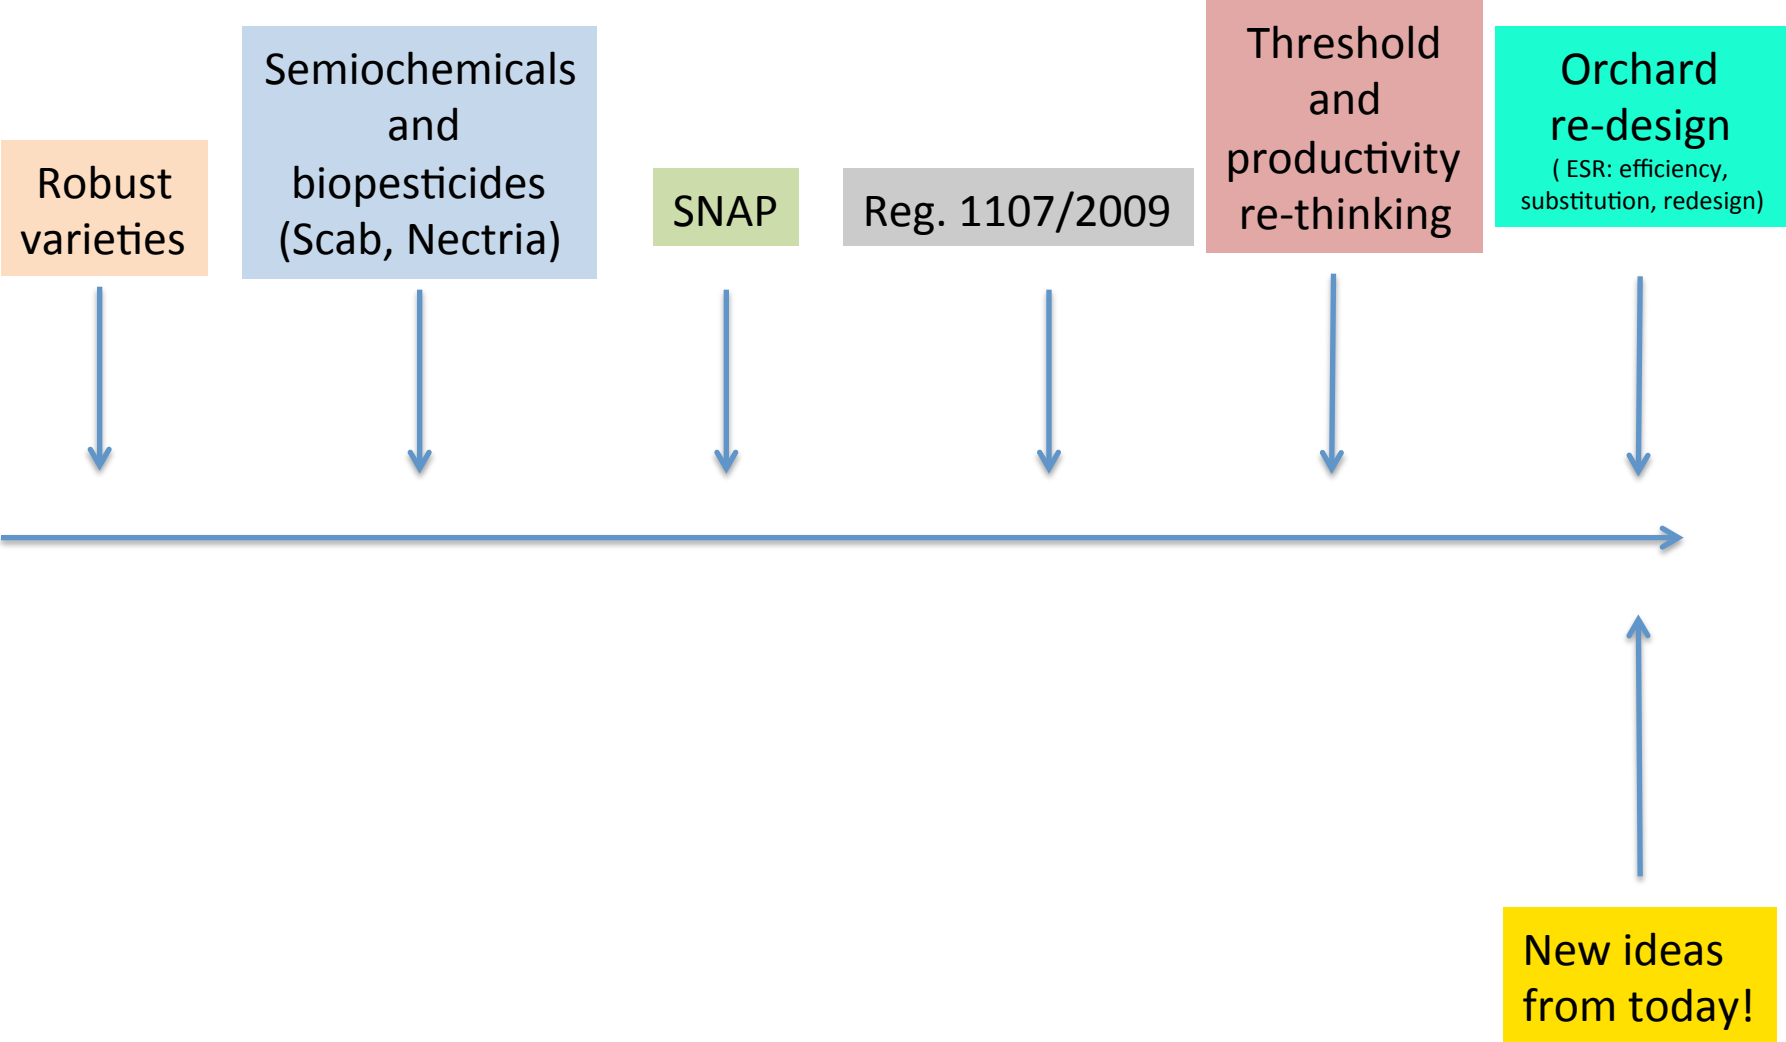 Robust
varieties
Semiochemicals
and
biopesticides
(Scab, Nectria)
SNAP
Reg. 1107/2009
Threshold
and
productivity
re-thinking
Orchard
re-design
( ESR: efficiency,
substitution, redesign)
New ideas
from today!